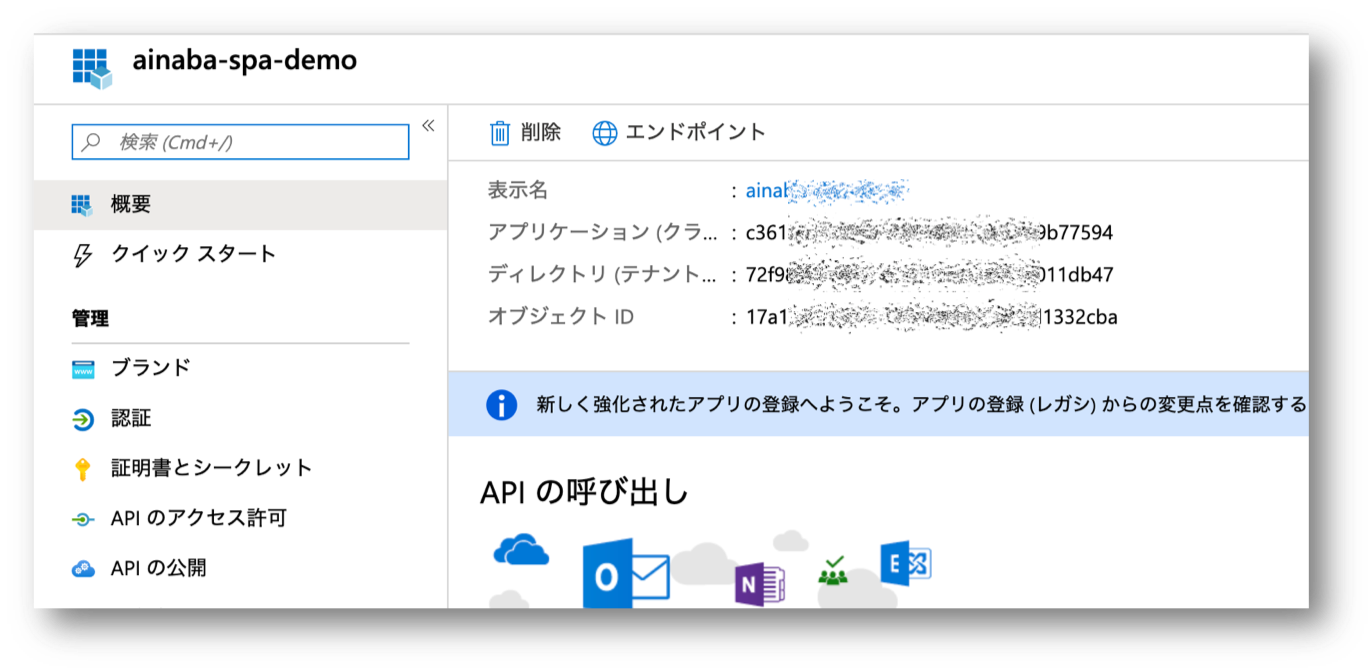 ainaba-spa-demo
検索 (Cmd+/)
«
概要
クイック スタート
管理
ブランド
認証
証明書とシークレット
API のアクセス許可
API の公開
削除 エンドポイント
表示名 :
アプリケーション (クラ... : c361 9b77594
ディレクトリ (テナント... : 72f98 011db47
オブジェクト ID : 17a1 1332cba
新しく強化されたアプリの登録へようこそ。アプリの登録 (レガシ) からの変更点を確認する
API の呼び出し
www
O
N
E